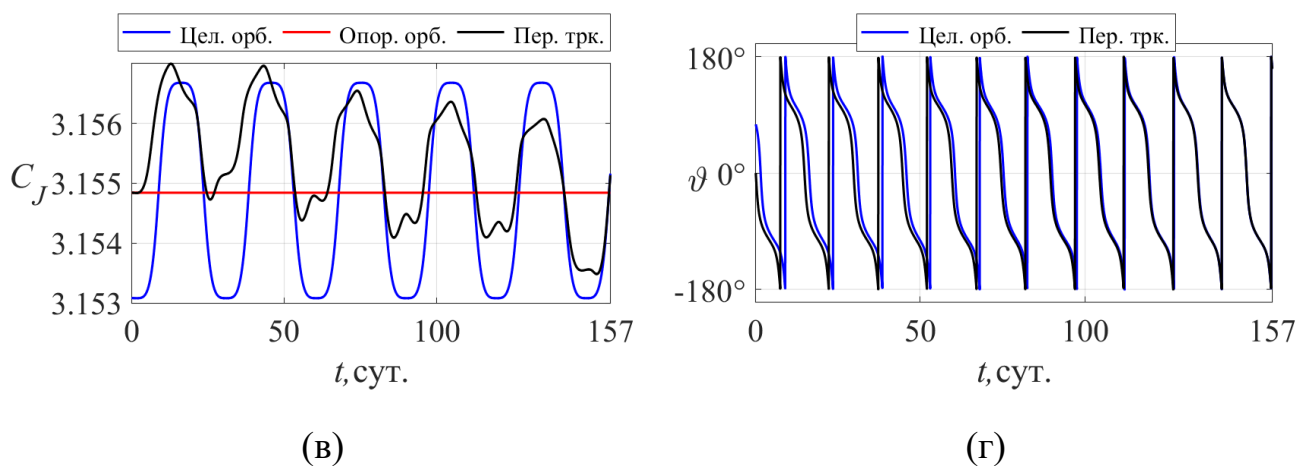 Цел. орб. Опор. орб. Пер. трк.
3.156
3.155
3.154
3.153
C_J
0 50 100 157
t, сут.
(в)
Цел. орб. Пер. трк.
180°
ϑ 0°
-180°
0 50 100 157
t, сут.
(г)